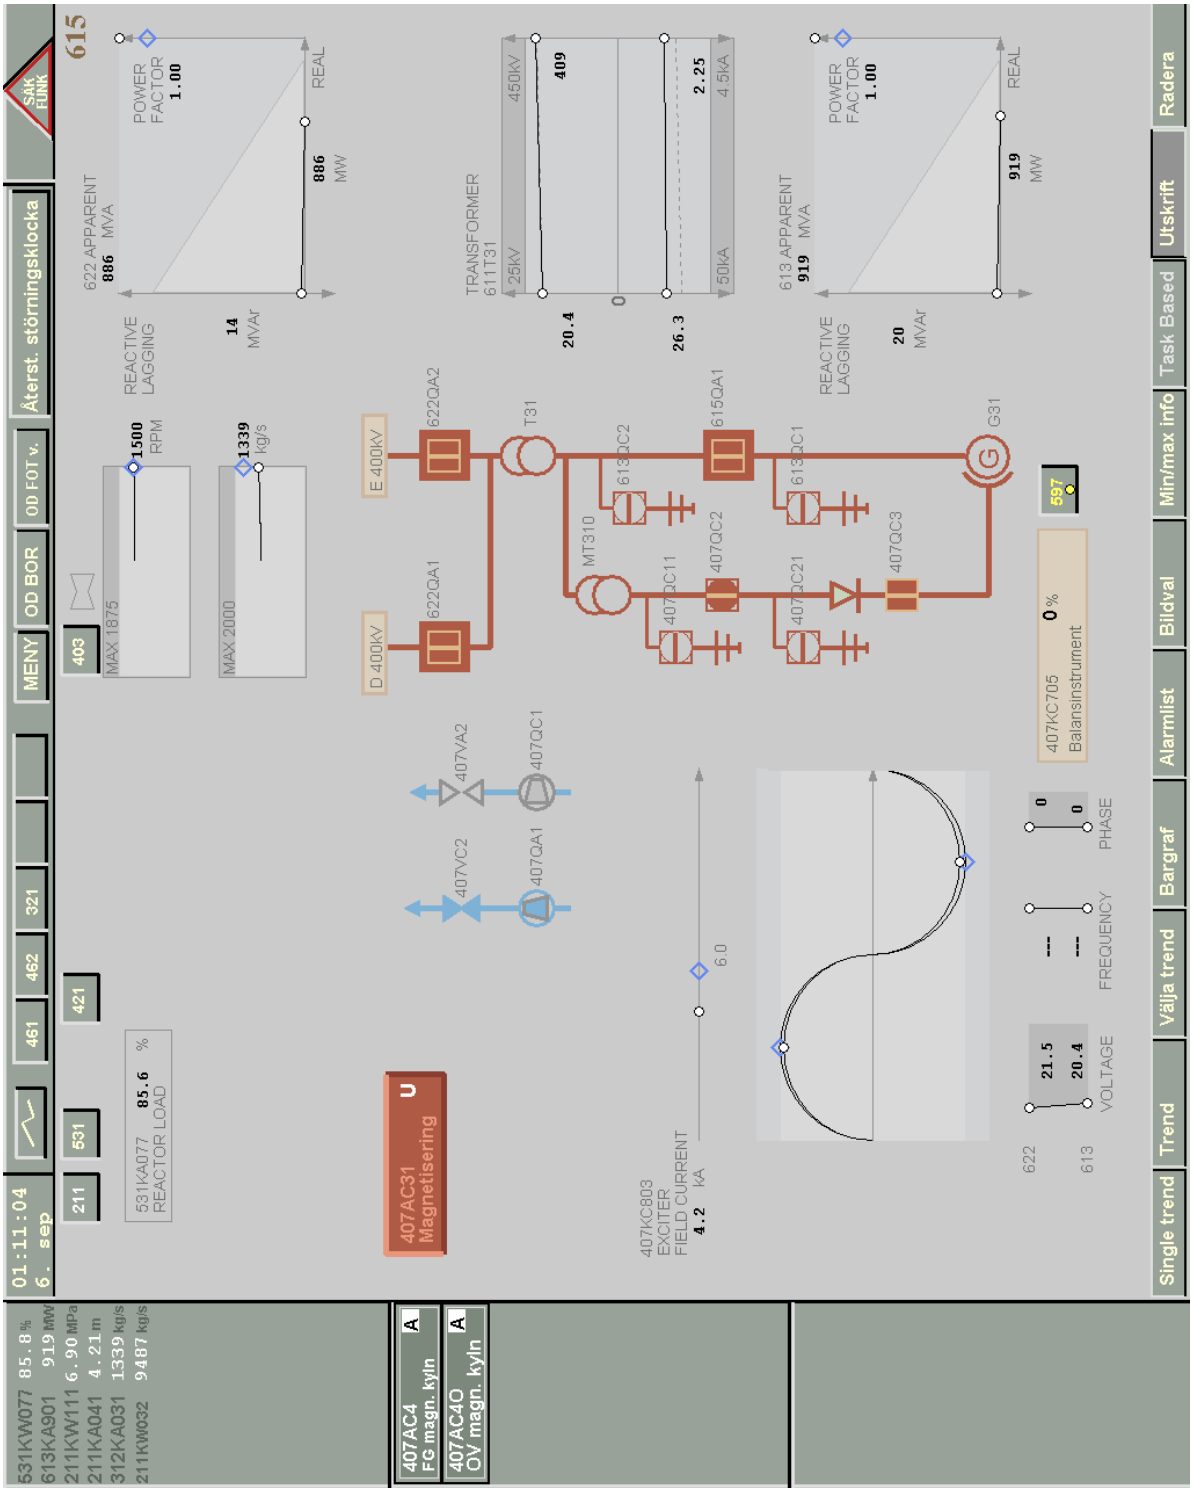 531KW077 85.8 %
613KA901 919 MW
211KW111 6.90 MPa
211KA041 4.21 m
312KA031 1339 kg/s
211KW032 9487 kg/s
407AC4 A
FG magn. kyln
407AC40 A
OV magn. kyln
01:11:04
6. sep
461
462
321
MENY
OD BOR
OD FOT v.
Återst. störningsklocka
SÄK
FUNK
211
531
421
403
615
531KA077 85.6 %
REACTOR LOAD
MAX 1875
1500
RPM
MAX 2000
1339
kg/s
622 APPARENT
886 MVA
POWER
FACTOR
1.00
REACTIVE
LAGGING
14
MVAr
886
MW
REAL
407AC31 U
Magnetisering
407VC2
407QA1
407VA2
407QC1
D 400kV
E 400kV
622QA1
622QA2
T31
MT310
613QC2
615QA1
407QC11
407QC2
407QC21
613QC1
407QC3
G
G31
TRANSFORMER
611T31
25KV
450KV
20.4
409
0
26.3
2.25
50kA
4.5kA
613 APPARENT
919 MVA
POWER
FACTOR
1.00
REACTIVE
LAGGING
20
MVAr
919
MW
REAL
407KC803
EXCITER
FIELD CURRENT
4.2 kA
6.0
407KC705 0 %
Balansinstrument
597
622
613
21.5
20.4
VOLTAGE
---
---
FREQUENCY
0
0
PHASE
Single trend
Trend
Välja trend
Bargraf
Alarmlist
Bildval
Min/max info
Task Based
Utskrift
Radera